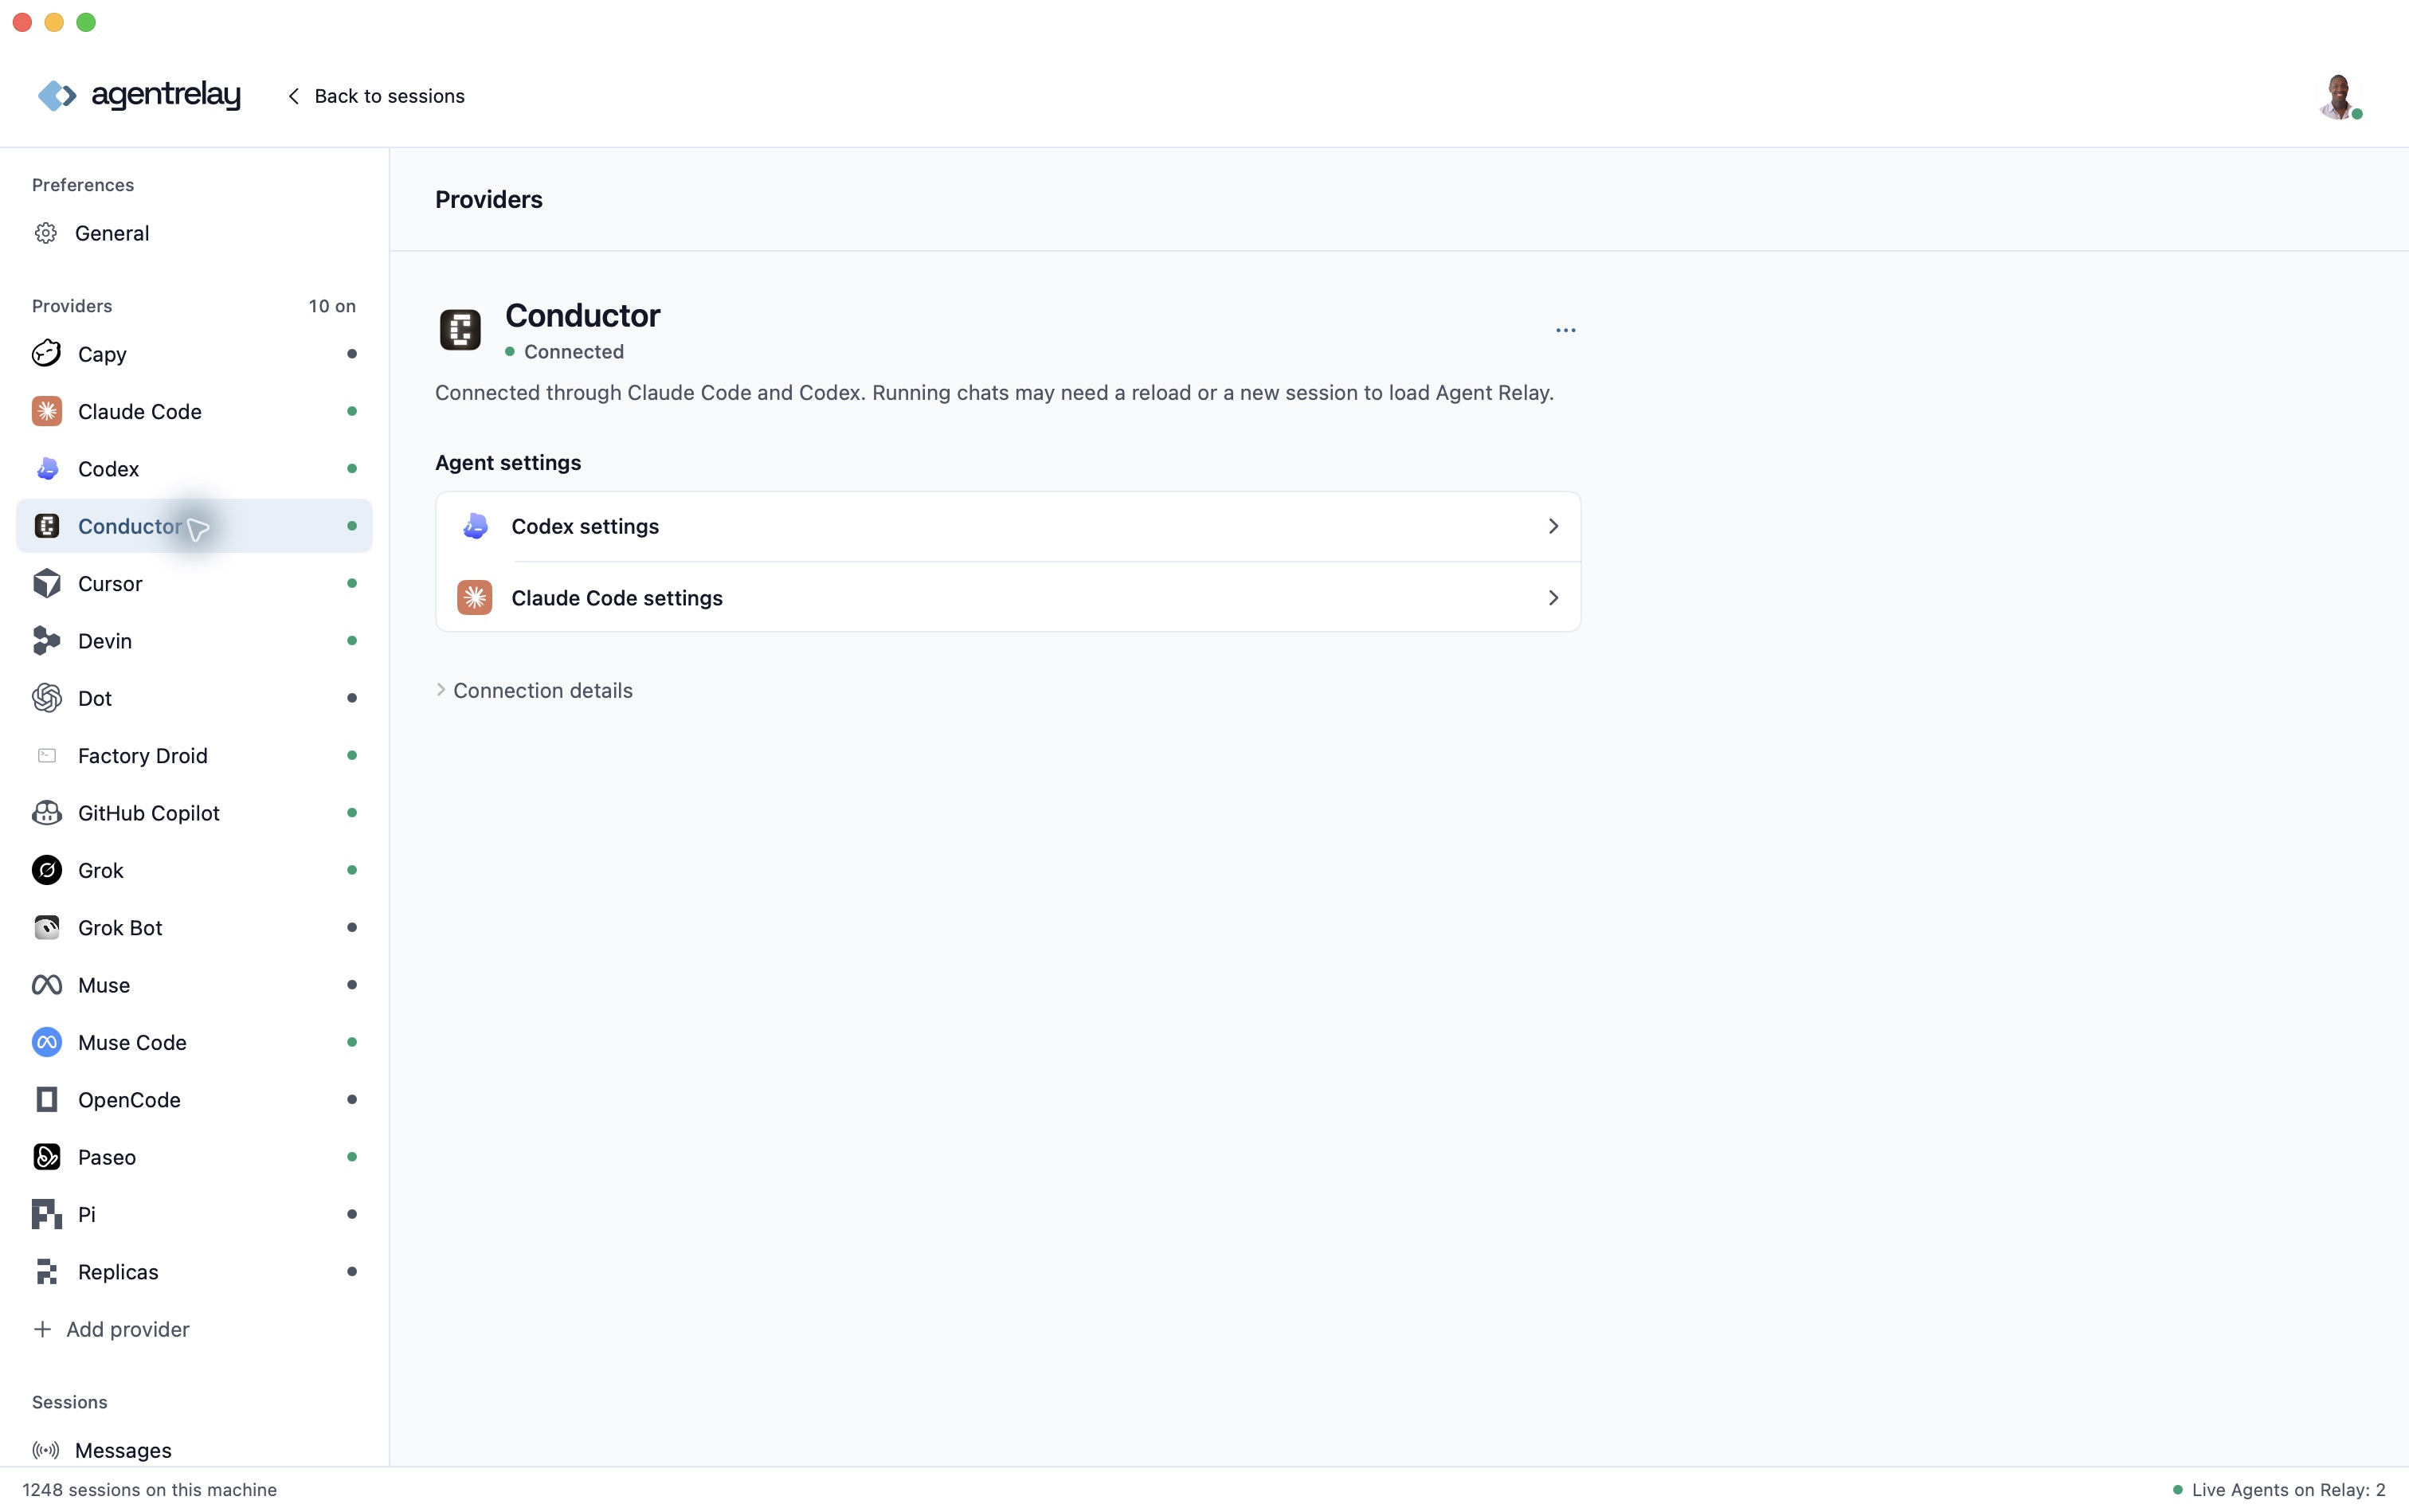 agentrelay
Back to sessions
Preferences
General
Providers 10 on
Capy
Claude Code
Codex
Conductor
Cursor
Devin
Dot
Factory Droid
GitHub Copilot
Grok
Grok Bot
Muse
Muse Code
OpenCode
Paseo
Pi
Replicas
Add provider
Sessions
Messages
Providers
Conductor
Connected
Connected through Claude Code and Codex. Running chats may need a reload or a new session to load Agent Relay.
Agent settings
Codex settings
Claude Code settings
Connection details
1248 sessions on this machine
Live Agents on Relay: 2